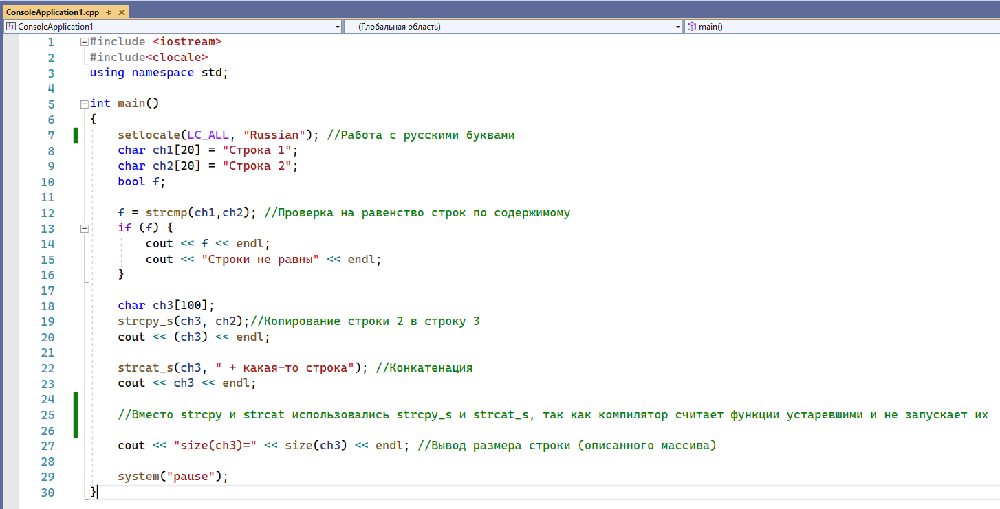 ConsoleApplication1.cpp
ConsoleApplication1 (Глобальная область) main()
1 #include <iostream>
2 #include<clocale>
3 using namespace std;
4
5 int main()
6 {
7 setlocale(LC_ALL, "Russian"); //Работа с русскими буквами
8 char ch1[20] = "Строка 1";
9 char ch2[20] = "Строка 2";
10 bool f;
11
12 f = strcmp(ch1,ch2); //Проверка на равенство строк по содержимому
13 if (f) {
14 cout << f << endl;
15 cout << "Строки не равны" << endl;
16 }
17
18 char ch3[100];
19 strcpy_s(ch3, ch2);//Копирование строки 2 в строку 3
20 cout << (ch3) << endl;
21
22 strcat_s(ch3, " + какая-то строка"); //Конкатенация
23 cout << ch3 << endl;
24
25 //Вместо strcpy и strcat использовались strcpy_s и strcat_s, так как компилятор считает функции устаревшими и не запускает их
26
27 cout << "size(ch3)=" << size(ch3) << endl; //Вывод размера строки (описанного массива)
28
29 system("pause");
30 }